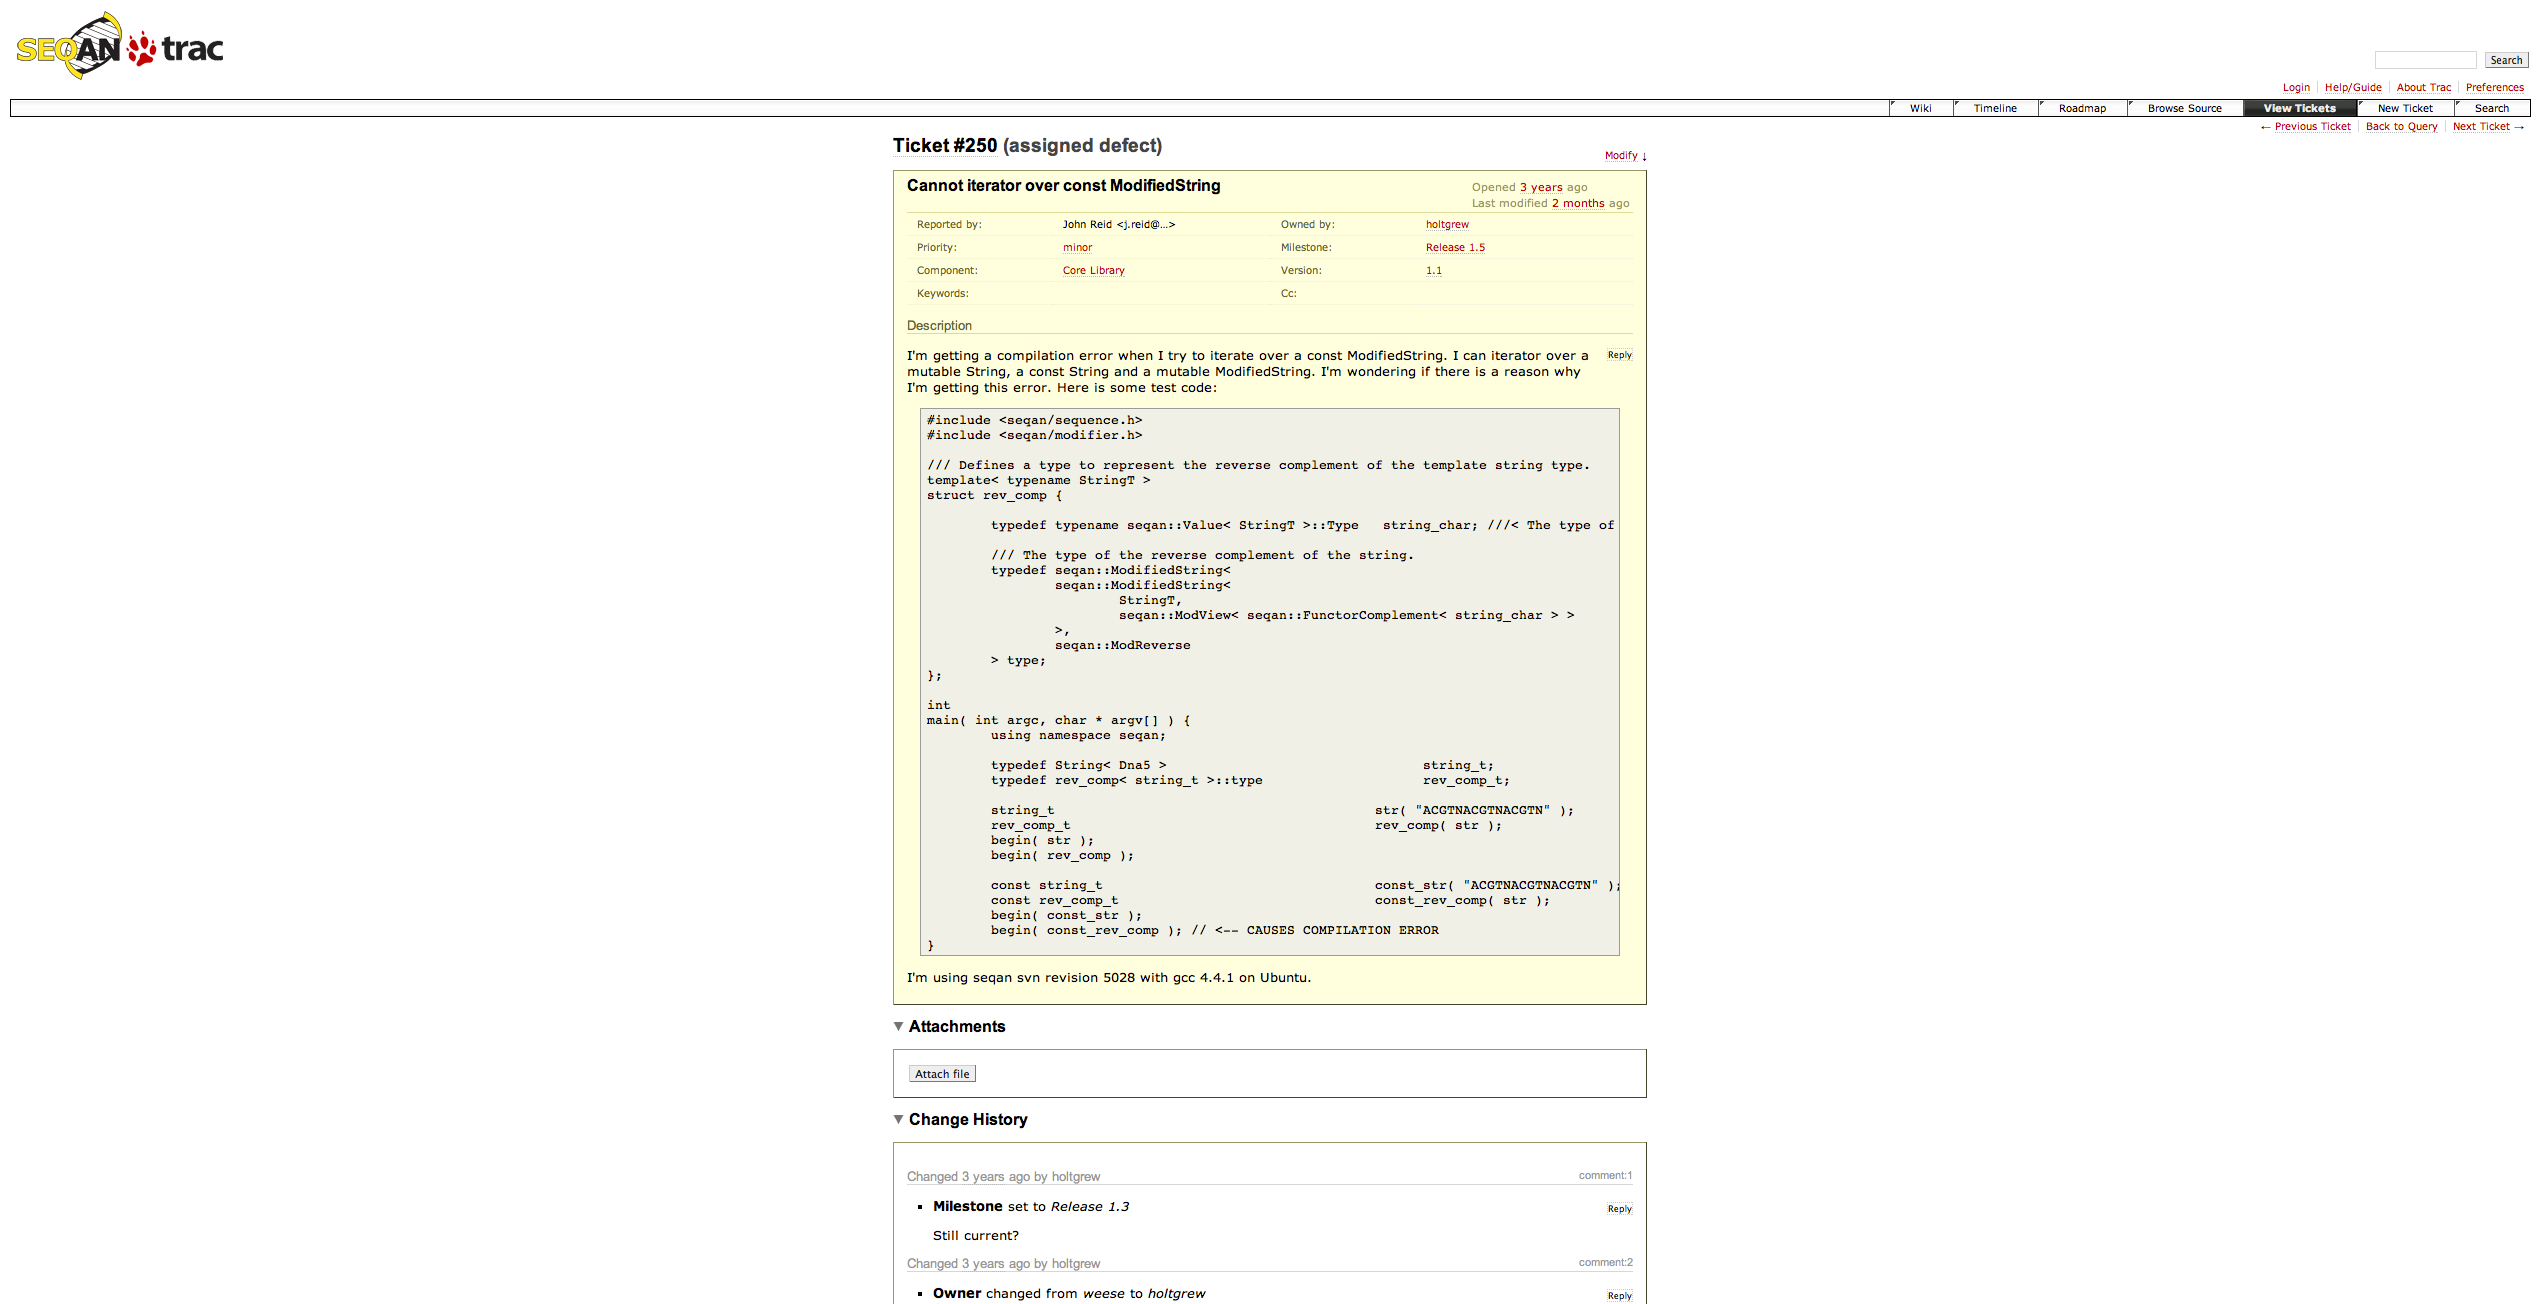 SEQAN trac
Search
Login Help/Guide About Trac Preferences
Wiki Timeline Roadmap Browse Source View Tickets New Ticket Search
← Previous Ticket Back to Query Next Ticket →
Ticket #250 (assigned defect)
Modify ↓
Cannot iterator over const ModifiedString
Opened 3 years ago
Last modified 2 months ago
Reported by: John Reid <j.reid@…> Owned by: holtgrew
Priority: minor Milestone: Release 1.5
Component: Core Library Version: 1.1
Keywords: Cc:
Description
I'm getting a compilation error when I try to iterate over a const ModifiedString. I can iterator over a
Reply
mutable String, a const String and a mutable ModifiedString. I'm wondering if there is a reason why
I'm getting this error. Here is some test code:
#include <seqan/sequence.h>
#include <seqan/modifier.h>
/// Defines a type to represent the reverse complement of the template string type.
template< typename StringT >
struct rev_comp {
typedef typename seqan::Value< StringT >::Type string_char; ///< The type of
/// The type of the reverse complement of the string.
typedef seqan::ModifiedString<
seqan::ModifiedString<
StringT,
seqan::ModView< seqan::FunctorComplement< string_char > >
>,
seqan::ModReverse
> type;
};
int
main( int argc, char * argv[] ) {
using namespace seqan;
typedef String< Dna5 > string_t;
typedef rev_comp< string_t >::type rev_comp_t;
string_t str( "ACGTNACGTNACGTN" );
rev_comp_t rev_comp( str );
begin( str );
begin( rev_comp );
const string_t const_str( "ACGTNACGTNACGTN" );
const rev_comp_t const_rev_comp( str );
begin( const_str );
begin( const_rev_comp ); // <-- CAUSES COMPILATION ERROR
}
I'm using seqan svn revision 5028 with gcc 4.4.1 on Ubuntu.
▼ Attachments
Attach file
▼ Change History
Changed 3 years ago by holtgrew comment:1
▪ Milestone set to Release 1.3
Reply
Still current?
Changed 3 years ago by holtgrew comment:2
▪ Owner changed from weese to holtgrew
Reply